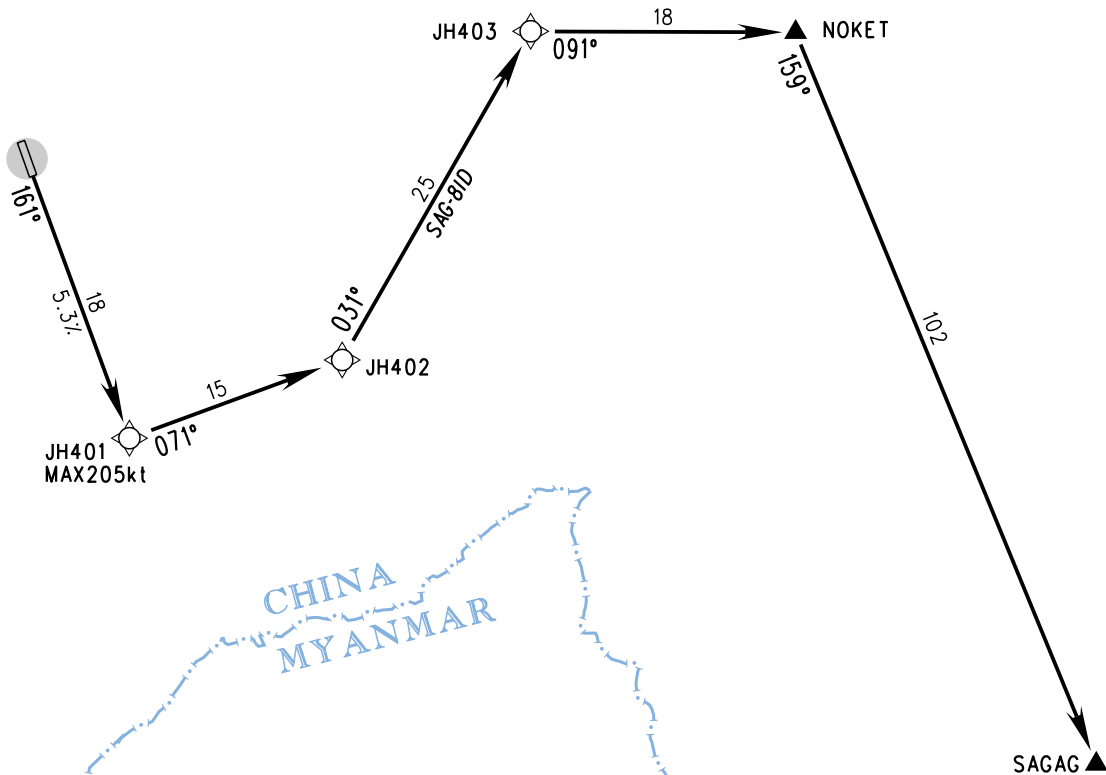 JH403
18
NOKET
091°
159°
161°
25
SAG-81D
18
5.3%
031°
102
JH402
15
JH401
071°
MAX205kt
CHINA
MYANMAR
SAGAG